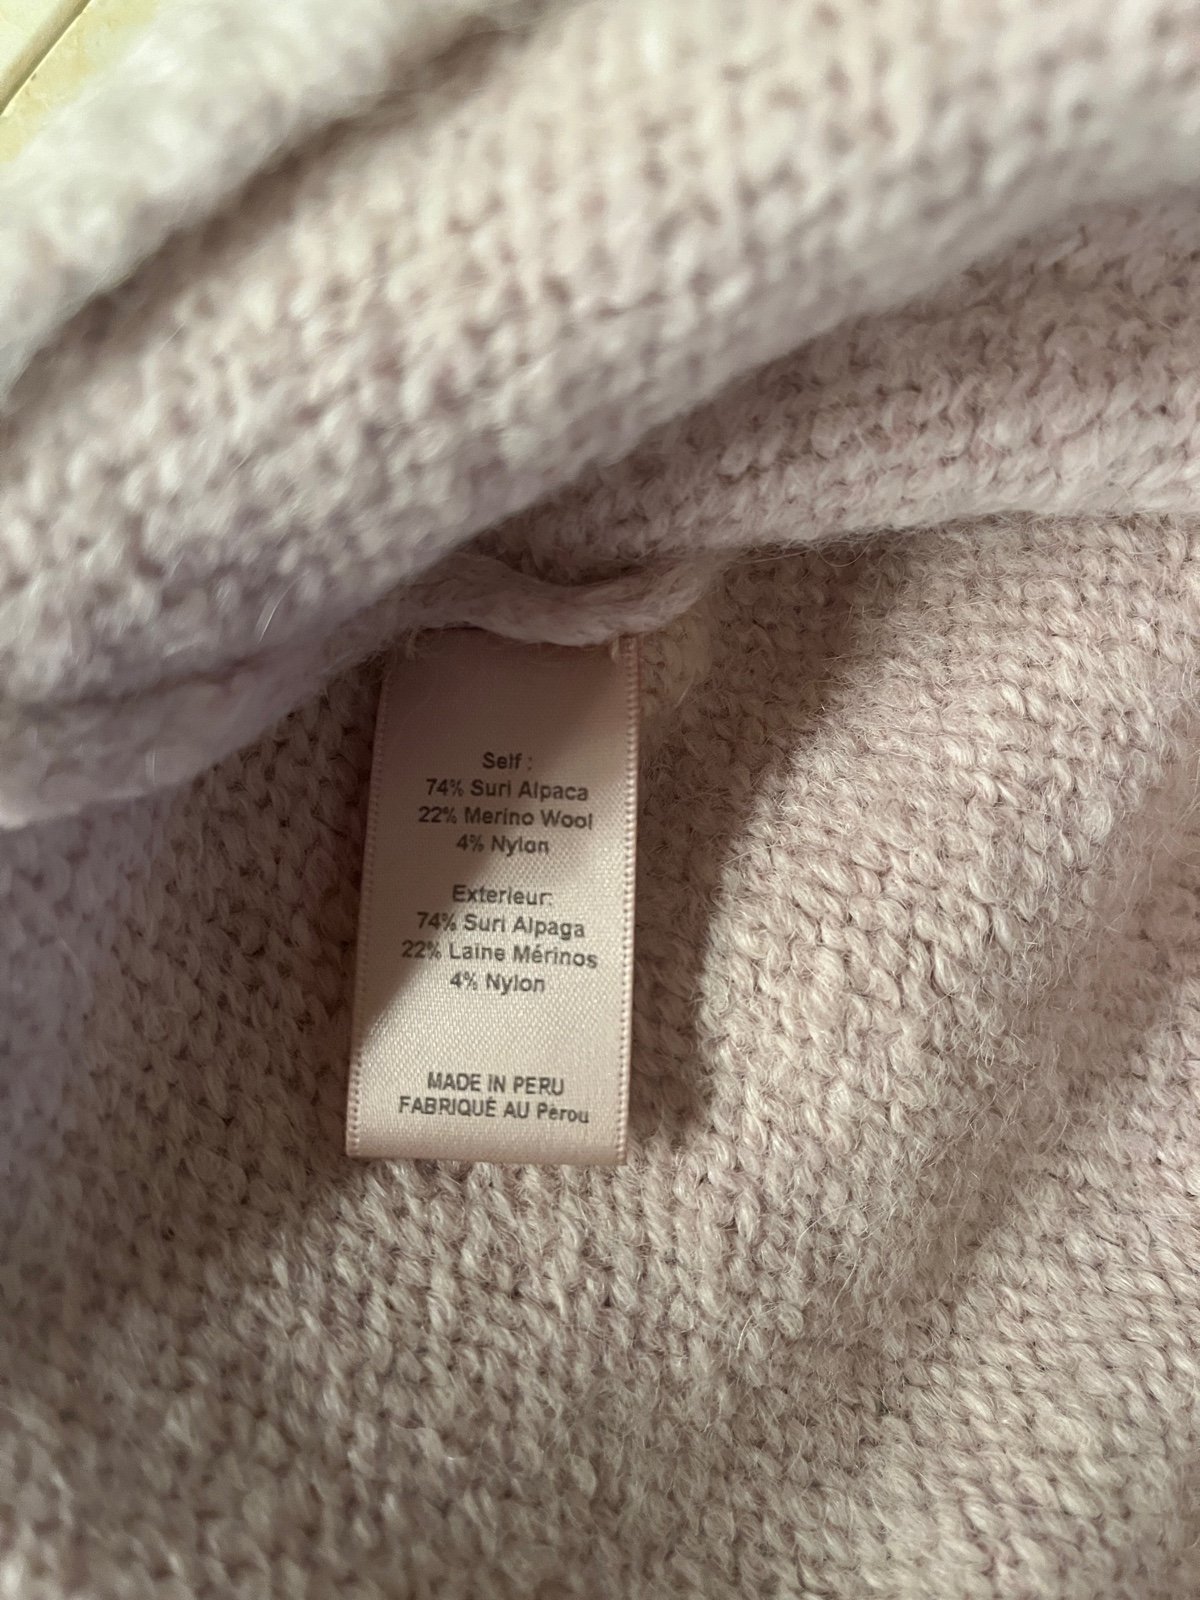 Self :
74% Suri Alpaca
22% Merino Wool
4% Nylon
Exterieur:
74% Suri Alpaga
22% Laine Mérinos
4% Nylon
MADE IN PERU
FABRIQUÉ AU Pérou